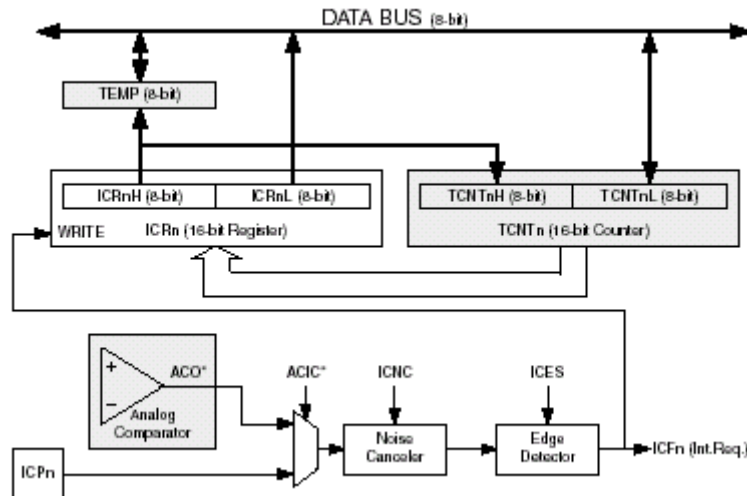 DATA BUS (8-bit)
TEMP (8-bit)
ICRnH (8-bit) ICRnL (8-bit) TCNTnH (8-bit) TCNTnL (8-bit)
WRITE ICRn (16-bit Register) TCNTn (16-bit Counter)
ACO* ACIC* ICNC ICES
+
-
Analog
Comparator
Noise
Canceler
Edge
Detector
ICFn (Int.Req.)
ICPn